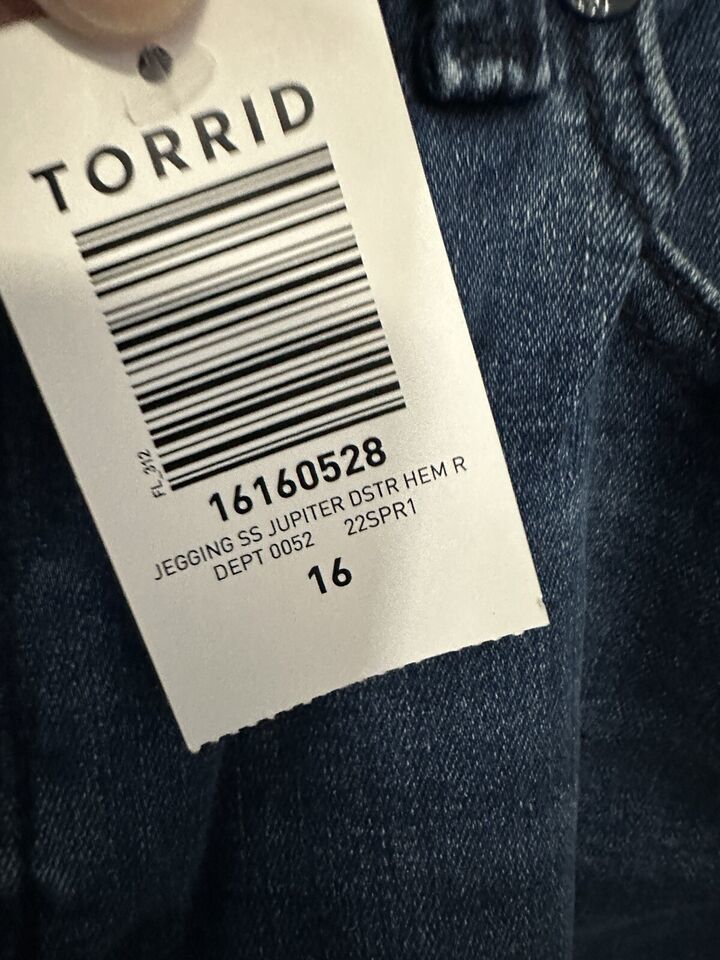 TORRID
FL_312
16160528
JEGGING SS JUPITER DSTR HEM R
DEPT 0052 22SPR1
16